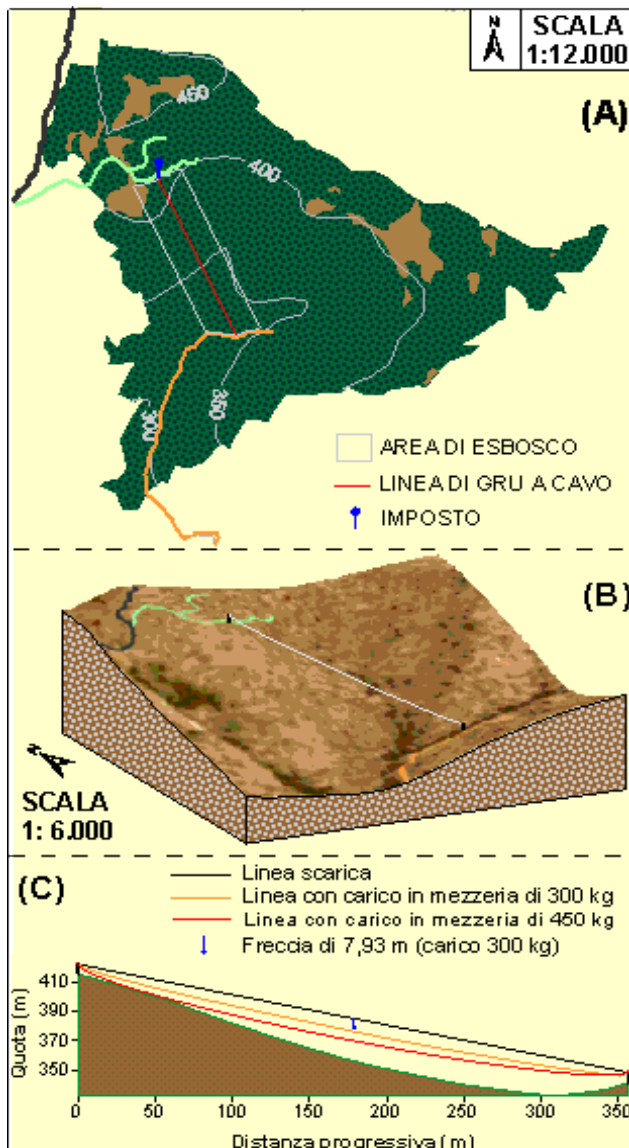 N
SCALA
1:12.000
(A)
450
400
350
300
AREA DI ESBOSCO
LINEA DI GRU A CAVO
IMPOSTO
(B)
N
SCALA
1: 6.000
(C)
Linea scarica
Linea con carico in mezzeria di 300 kg
Linea con carico in mezzeria di 450 kg
Freccia di 7,93 m (carico 300 kg)
Quota (m)
410
390
370
350
0
50
100
150
200
250
300
350
Distanza progressiva ( m )